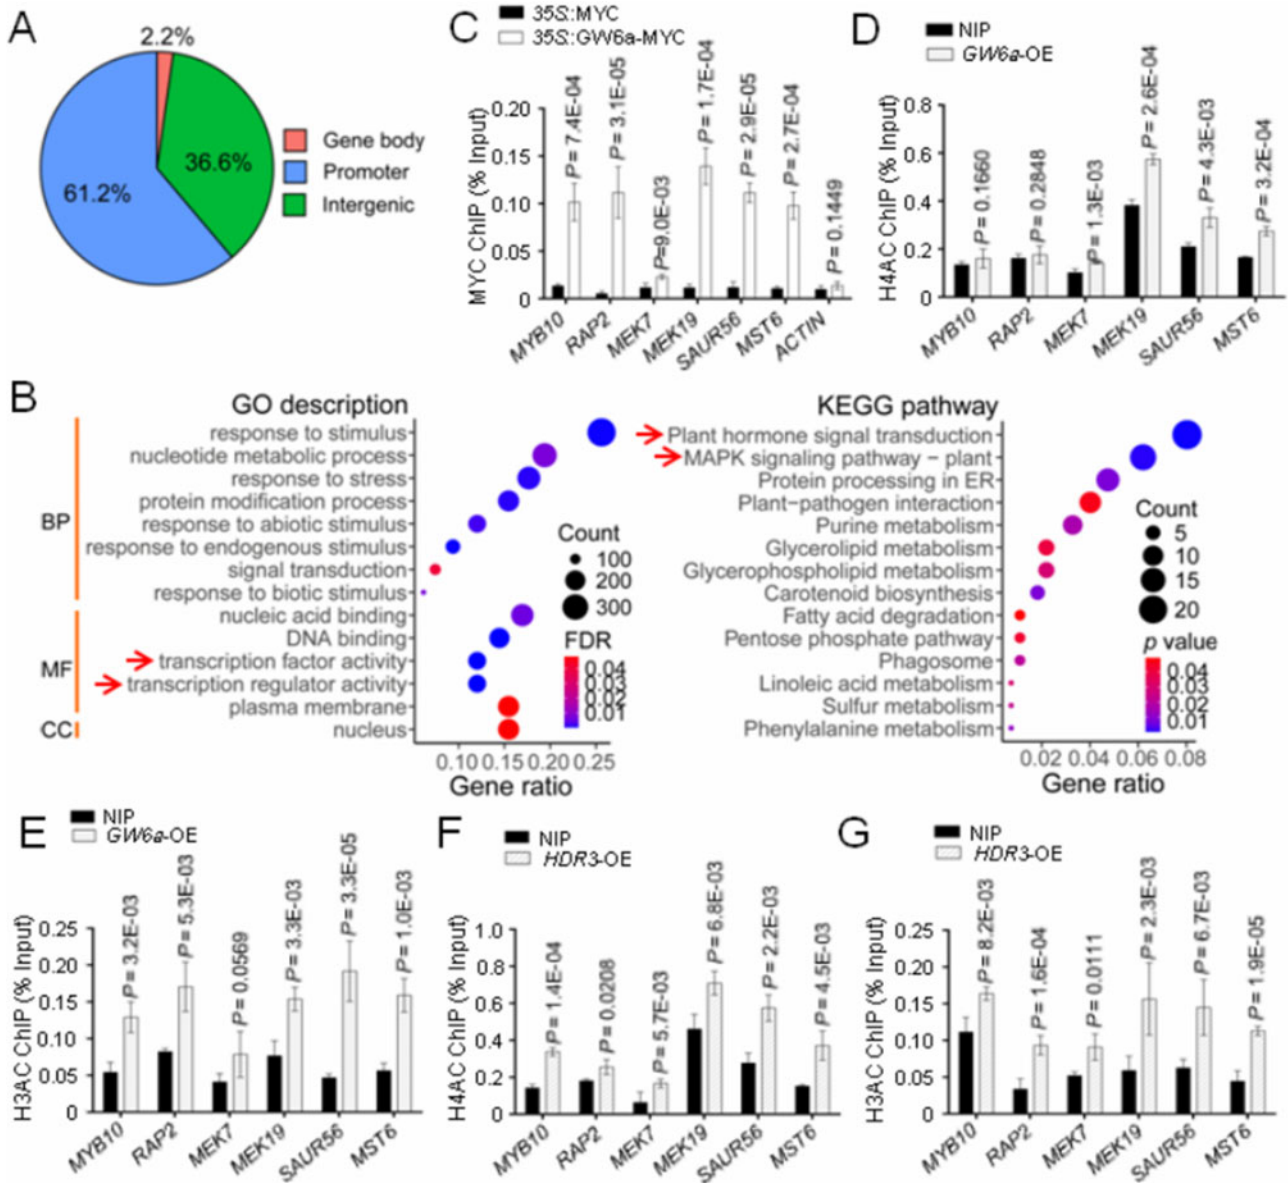 A
2.2%
36.6%
61.2%
Gene body
Promoter
Intergenic
C
35S::MYC
35S::GW6a-MYC
MYC ChIP (% Input)
0.20
0.15
0.10
0.05
0
P = 7.4E-04
P = 3.1E-05
P =9.0E-03
P = 1.7E-04
P = 2.9E-05
P = 2.7E-04
P = 0.1449
MYB10
RAP2
MEK7
MEK19
SAUR56
MST6
ACTIN
D
NIP
GW6a-OE
H4AC ChIP (% Input)
0.8
0.6
0.4
0.2
0
P = 0.1660
P = 0.2848
P = 1.3E-03
P = 2.6E-04
P = 4.3E-03
P = 3.2E-04
MYB10
RAP2
MEK7
MEK19
SAUR56
MST6
B
GO description
BP
response to stimulus
nucleotide metabolic process
response to stress
protein modification process
response to abiotic stimulus
response to endogenous stimulus
signal transduction
response to biotic stimulus
MF
nucleic acid binding
DNA binding
transcription factor activity
transcription regulator activity
plasma membrane
CC
nucleus
Count
100
200
300
FDR
0.04
0.03
0.02
0.01
0.10 0.15 0.20 0.25
Gene ratio
KEGG pathway
Plant hormone signal transduction
MAPK signaling pathway − plant
Protein processing in ER
Plant−pathogen interaction
Purine metabolism
Glycerolipid metabolism
Glycerophospholipid metabolism
Carotenoid biosynthesis
Fatty acid degradation
Pentose phosphate pathway
Phagosome
Linoleic acid metabolism
Sulfur metabolism
Phenylalanine metabolism
Count
5
10
15
20
p value
0.04
0.03
0.02
0.01
0.02 0.04 0.06 0.08
Gene ratio
E
NIP
GW6a-OE
H3AC ChIP (% Input)
0.25
0.20
0.15
0.10
0.05
0
P = 3.2E-03
P = 5.3E-03
P = 0.0569
P = 3.3E-03
P = 3.3E-05
P = 1.0E-03
MYB10
RAP2
MEK7
MEK19
SAUR56
MST6
F
NIP
HDR3-OE
H4AC ChIP (% Input)
1.0
0.8
0.6
0.4
0.2
0
P = 1.4E-04
P = 0.0208
P = 5.7E-03
P = 6.8E-03
P = 2.2E-03
P = 4.5E-03
MYB10
RAP2
MEK7
MEK19
SAUR56
MST6
G
NIP
HDR3-OE
H3AC ChIP (% Input)
0.25
0.20
0.15
0.10
0.05
0
P = 8.2E-03
P = 1.6E-04
P = 0.0111
P = 2.3E-03
P = 6.7E-03
P = 1.9E-05
MYB10
RAP2
MEK7
MEK19
SAUR56
MST6